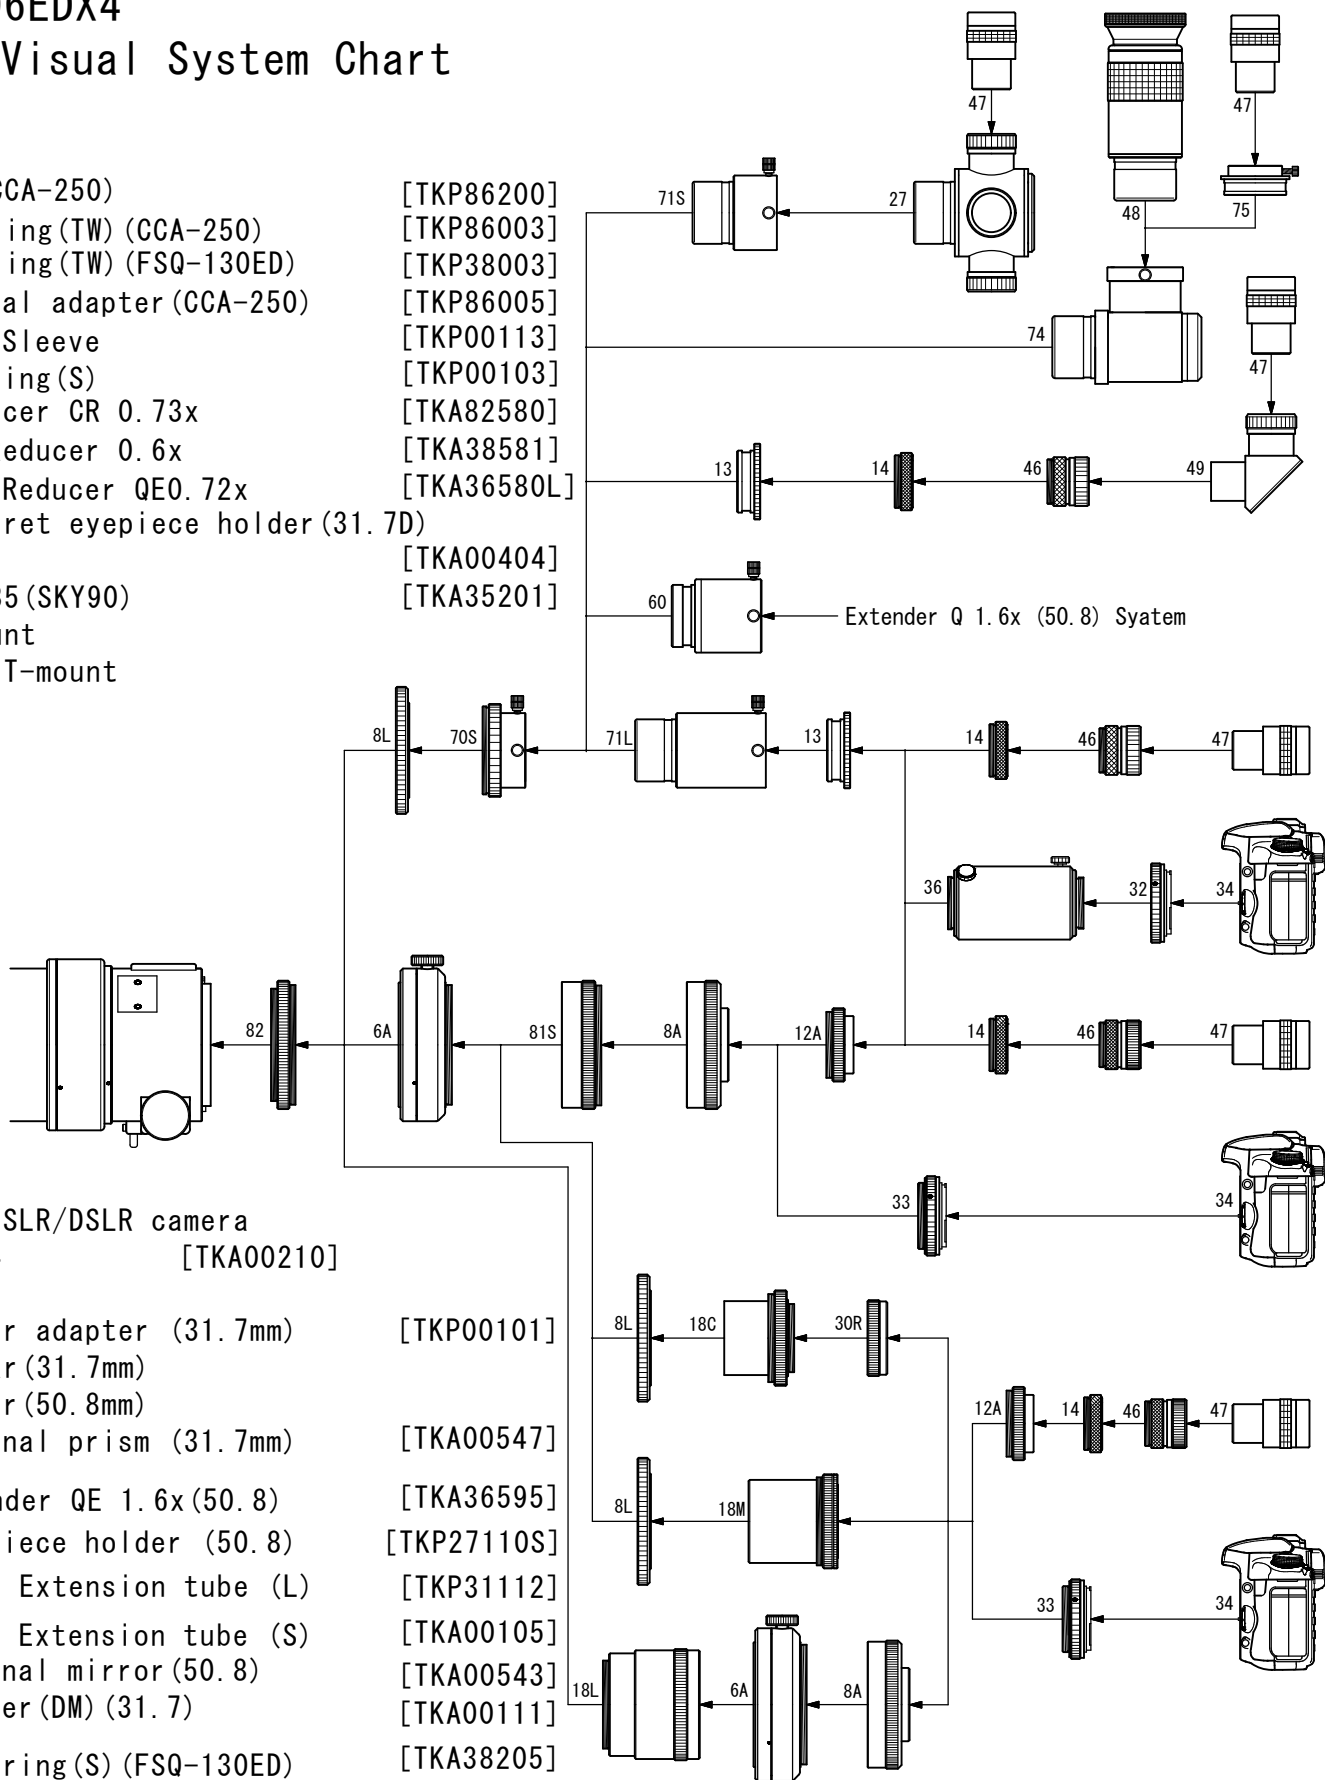 06EDX4
Visual System Chart
CCA-250) [TKP86200]
ing(TW)(CCA-250) [TKP86003]
ing(TW)(FSQ-130ED) [TKP38003]
al adapter(CCA-250) [TKP86005]
Sleeve [TKP00113]
ing(S) [TKP00103]
cer CR 0.73x [TKA82580]
educer 0.6x [TKA38581]
Reducer QE0.72x [TKA36580L]
ret eyepiece holder(31.7D)
[TKA00404]
35(SKY90) [TKA35201]
unt
T-mount
47
47
71S
27
48
75
74
47
13
14
46
49
60
Extender Q 1.6x (50.8) Syatem
8L
70S
71L
13
14
46
47
36
32
34
82
6A
81S
8A
12A
14
46
47
33
34
SLR/DSLR camera
[TKA00210]
r adapter (31.7mm) [TKP00101]
r(31.7mm)
r(50.8mm)
nal prism (31.7mm) [TKA00547]
nder QE 1.6x(50.8) [TKA36595]
iece holder (50.8) [TKP27110S]
Extension tube (L) [TKP31112]
Extension tube (S) [TKA00105]
nal mirror(50.8) [TKA00543]
er(DM)(31.7) [TKA00111]
ring(S)(FSQ-130ED) [TKA38205]
8L
18C
30R
12A
14
46
47
8L
18M
33
34
18L
6A
8A